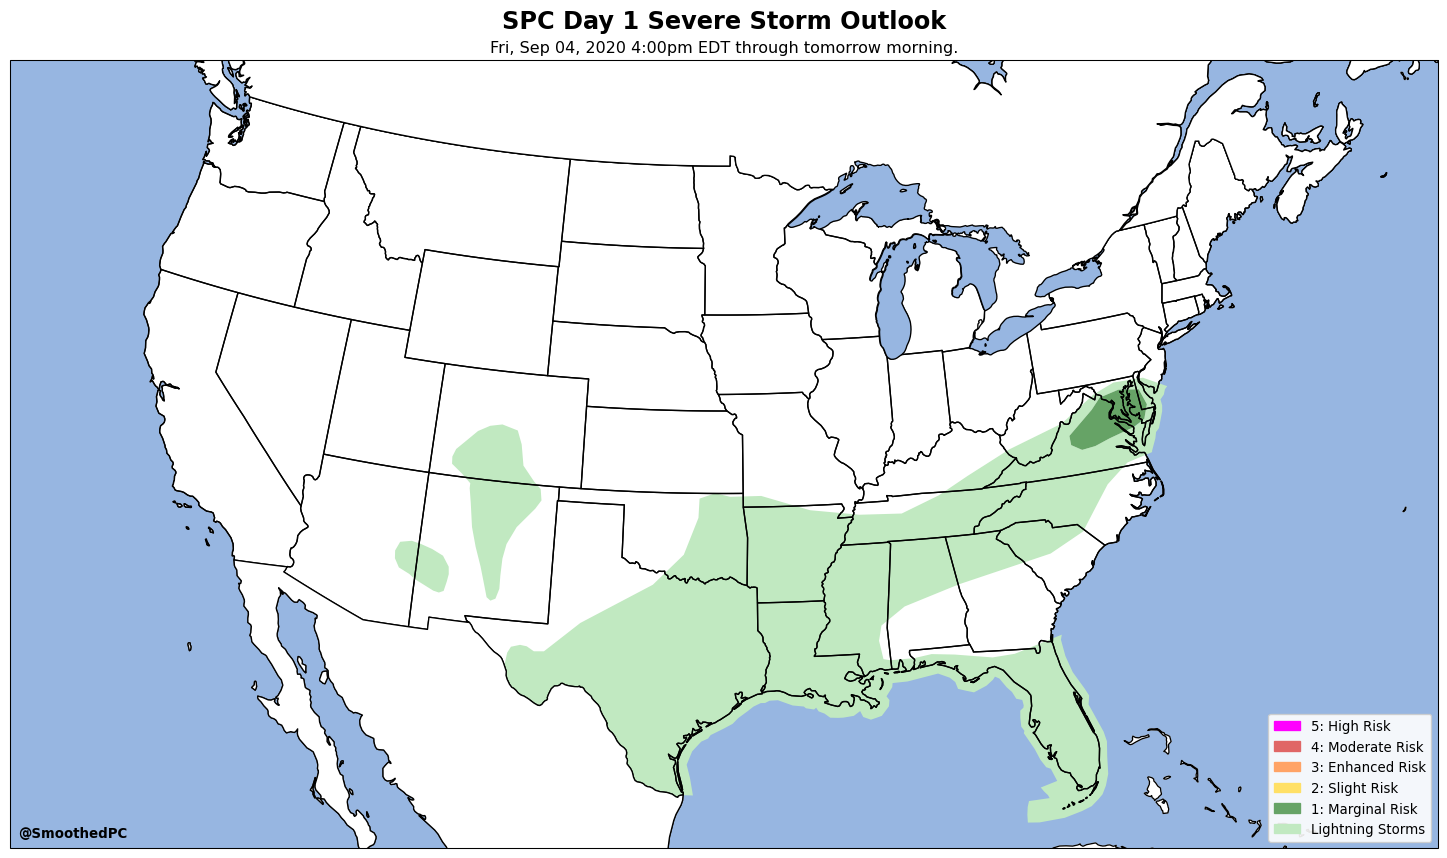 SPC Day 1 Severe Storm Outlook
Fri, Sep 04, 2020 4:00pm EDT through tomorrow morning.
5: High Risk
4: Moderate Risk
3: Enhanced Risk
2: Slight Risk
1: Marginal Risk
Lightning Storms
@SmoothedPC